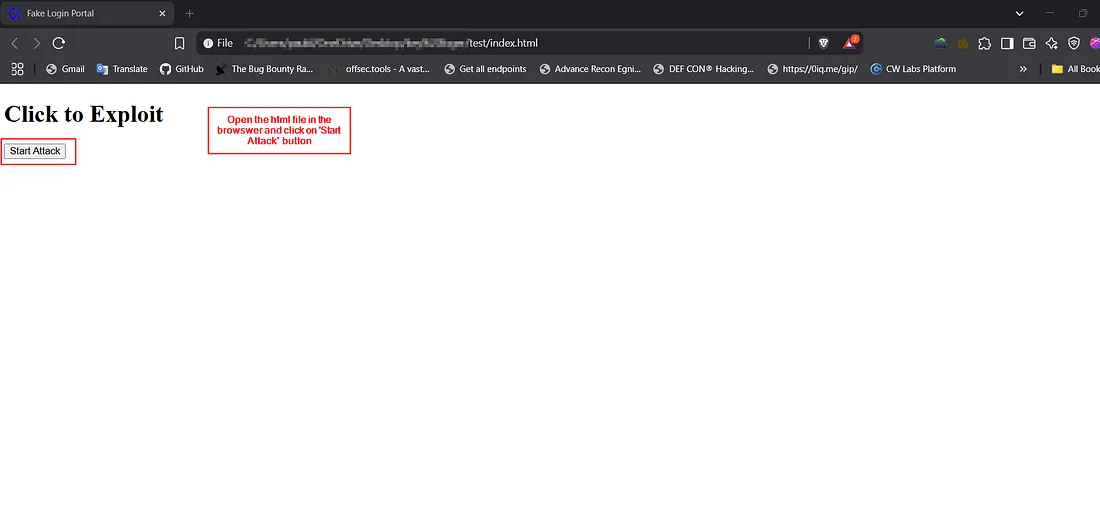 Fake Login Portal
File
/test/index.html
2
Gmail
Translate
GitHub
The Bug Bounty Ra...
offsec.tools - A vast...
Get all endpoints
Advance Recon Egni...
DEF CON® Hacking...
https://0iq.me/gip/
CW Labs Platform
All Book
Click to Exploit
Open the html file in the
browswer and click on 'Start
Attack' button
Start Attack